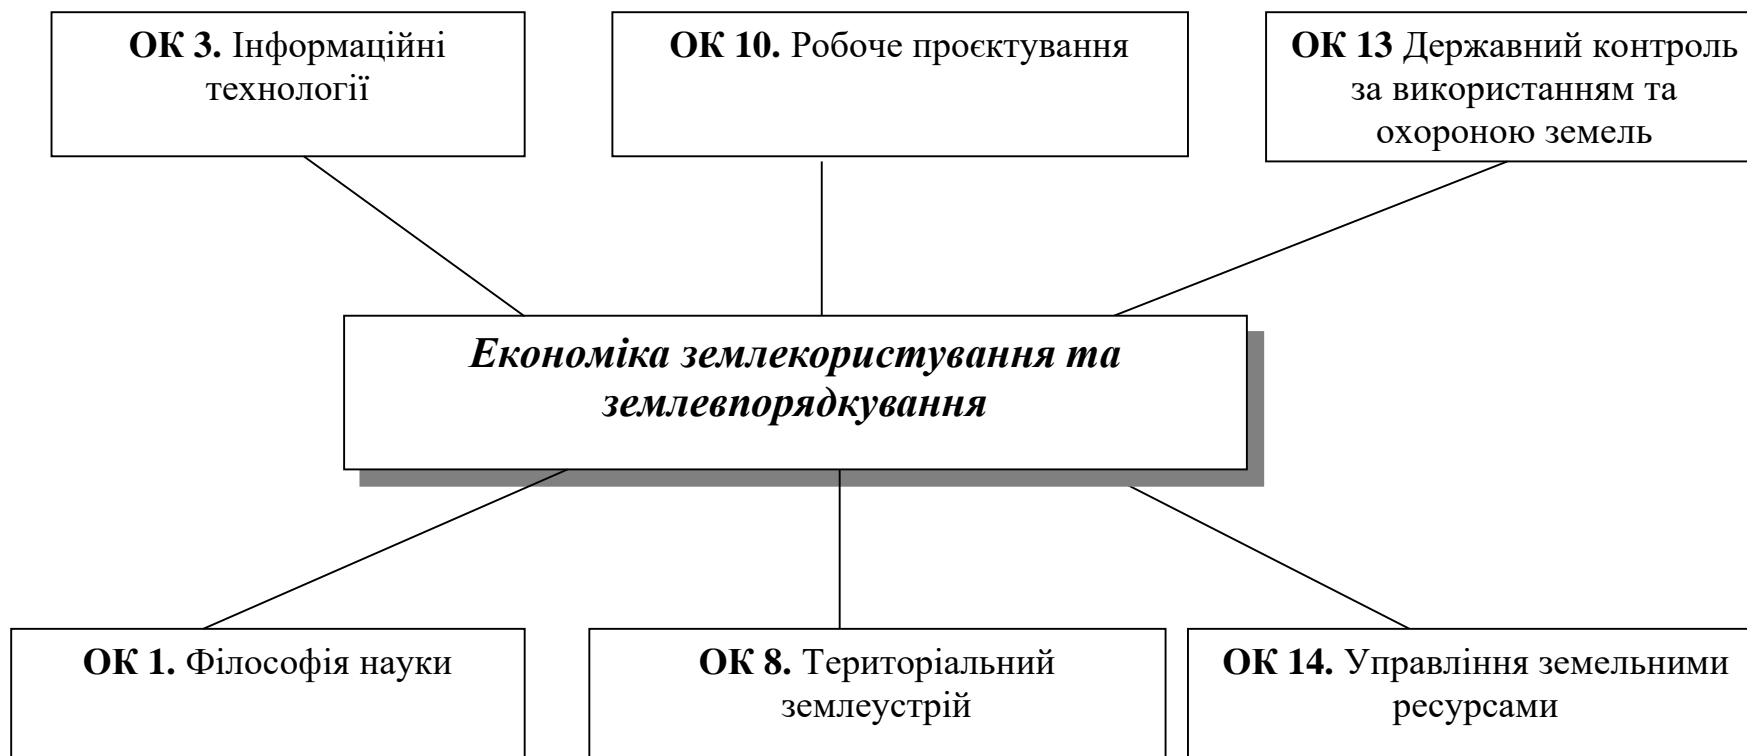 ОК 3. Інформаційні
технології
ОК 10. Робоче проєктування
ОК 13 Державний контроль
за використанням та
охороною земель
Економіка землекористування та
землевпорядкування
ОК 1. Філософія науки
ОК 8. Територіальний
землеустрій
ОК 14. Управління земельними
ресурсами